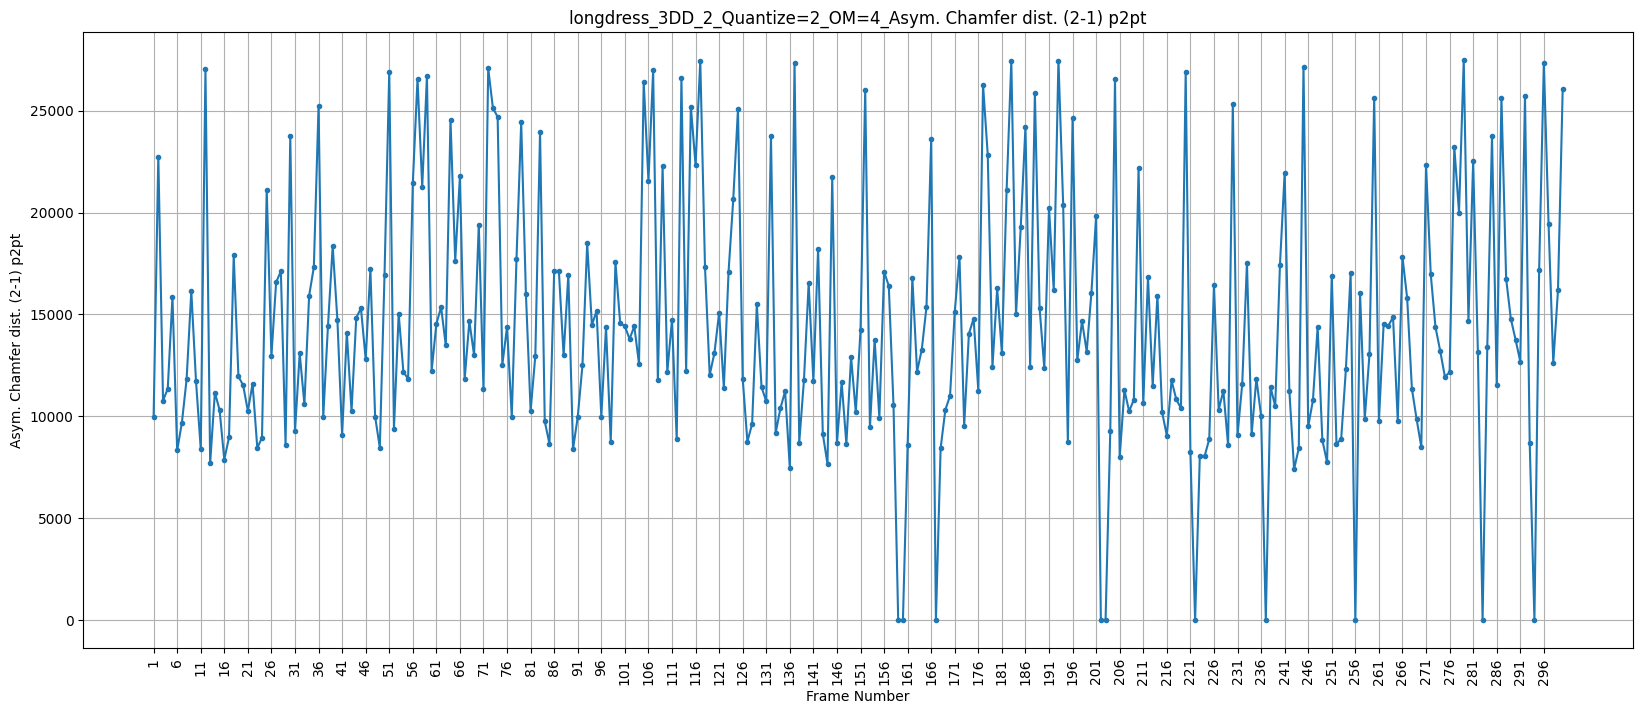 longdress_3DD_2_Quantize=2_OM=4_Asym. Chamfer dist. (2-1) p2pt
Asym. Chamfer dist. (2-1) p2pt
25000
20000
15000
10000
5000
0
1 6 11 16 21 26 31 36 41 46 51 56 61 66 71 76 81 86 91 96 101 106 111 116 121 126 131 136 141 146 151 156 161 166 171 176 181 186 191 196 201 206 211 216 221 226 231 236 241 246 251 256 261 266 271 276 281 286 291 296
Frame Number